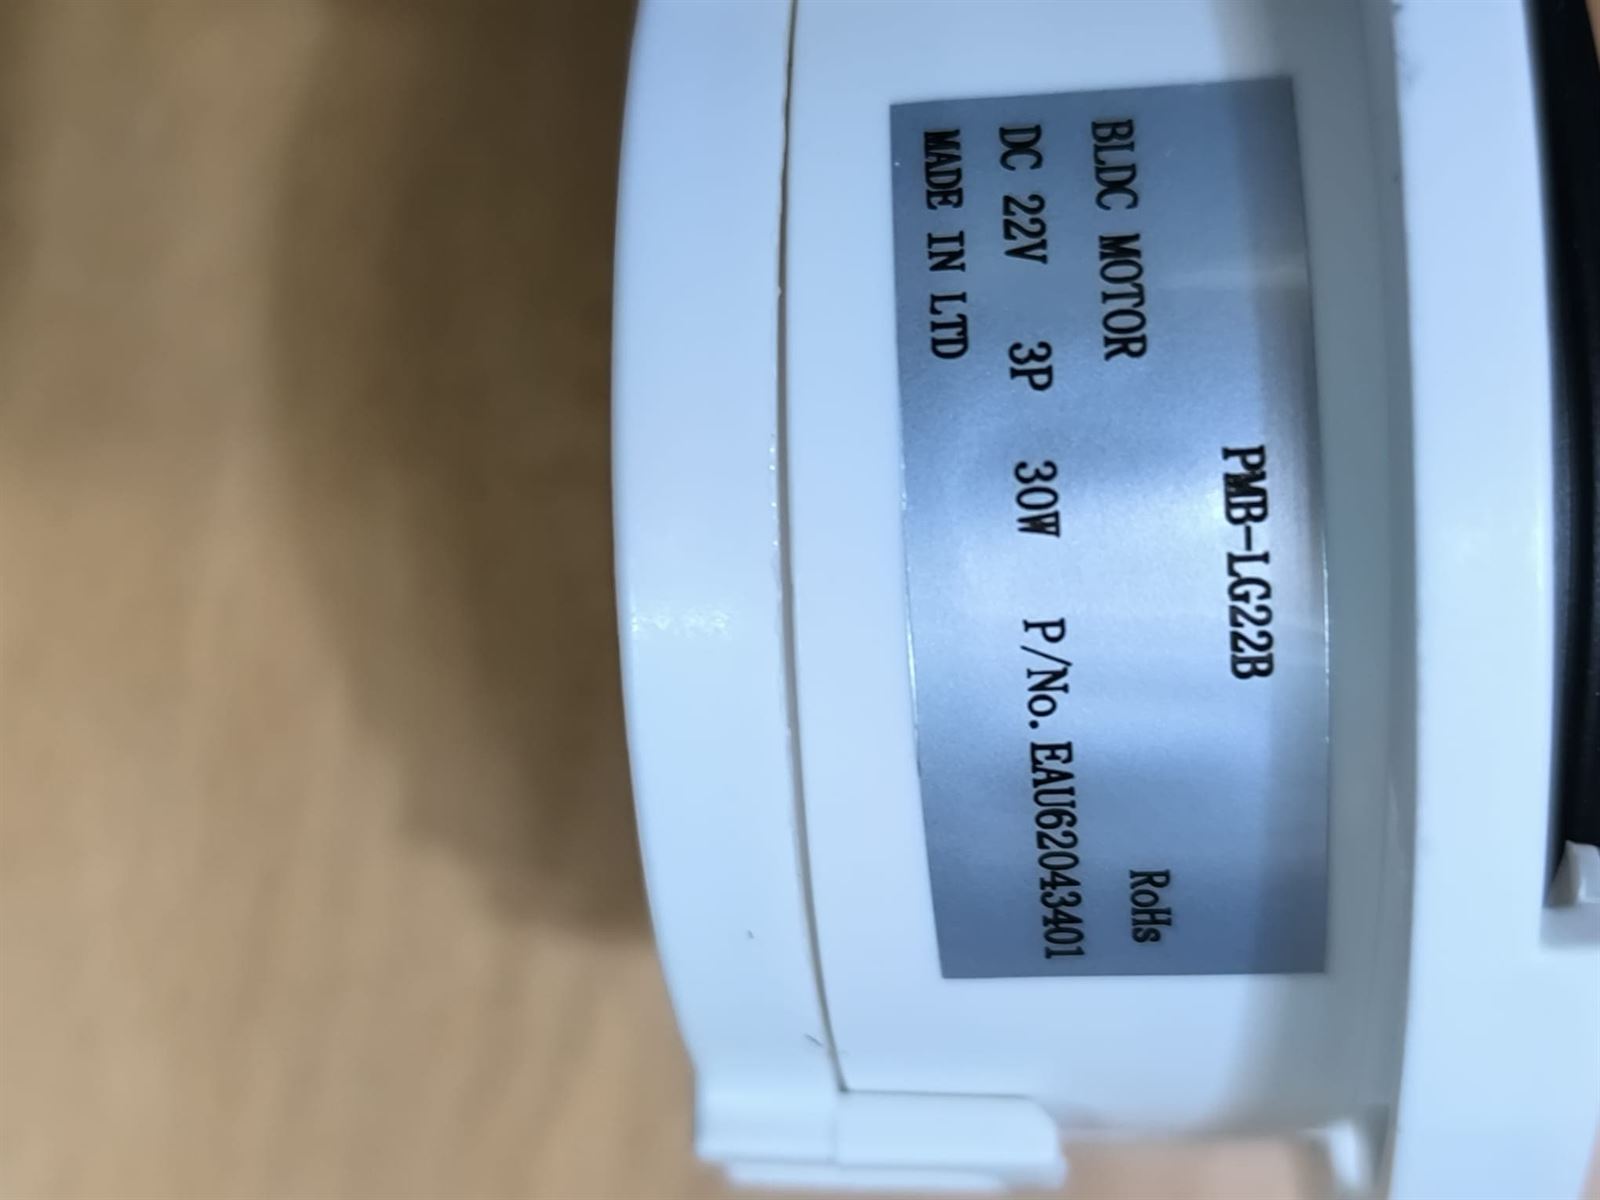 PMB-LG22B
BLDC MOTOR RoHs
DC 22V 3P 30W P/No. EAU62043401
MADE IN LTD